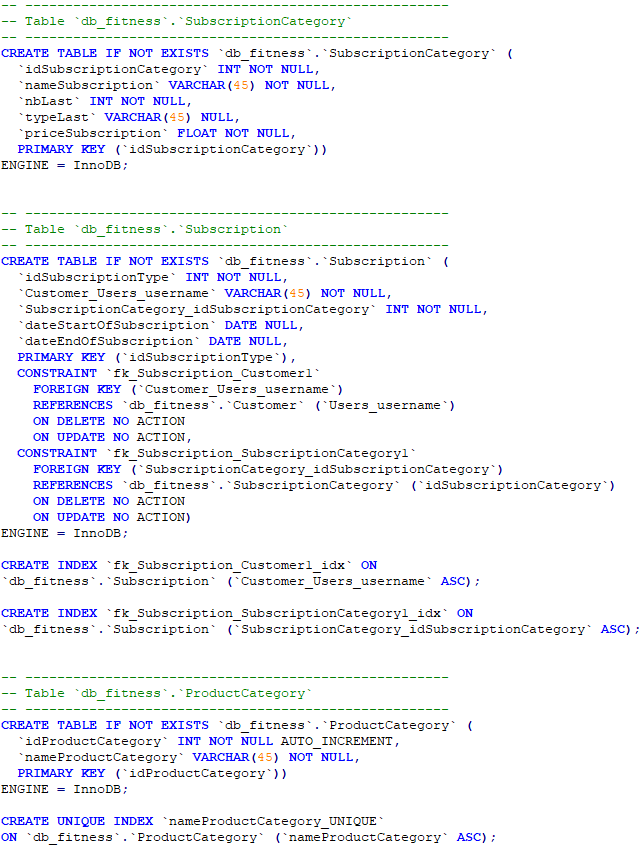 -- -----------------------------------------------------
-- Table `db_fitness`.`SubscriptionCategory`
-- -----------------------------------------------------
CREATE TABLE IF NOT EXISTS `db_fitness`.`SubscriptionCategory` (
  `idSubscriptionCategory` INT NOT NULL,
  `nameSubscription` VARCHAR(45) NOT NULL,
  `nbLast` INT NOT NULL,
  `typeLast` VARCHAR(45) NULL,
  `priceSubscription` FLOAT NOT NULL,
  PRIMARY KEY (`idSubscriptionCategory`))
ENGINE = InnoDB;

-- -----------------------------------------------------
-- Table `db_fitness`.`Subscription`
-- -----------------------------------------------------
CREATE TABLE IF NOT EXISTS `db_fitness`.`Subscription` (
  `idSubscriptionType` INT NOT NULL,
  `Customer_Users_username` VARCHAR(45) NOT NULL,
  `SubscriptionCategory_idSubscriptionCategory` INT NOT NULL,
  `dateStartOfSubscription` DATE NULL,
  `dateEndOfSubscription` DATE NULL,
  PRIMARY KEY (`idSubscriptionType`),
  CONSTRAINT `fk_Subscription_Customer1`
    FOREIGN KEY (`Customer_Users_username`)
    REFERENCES `db_fitness`.`Customer` (`Users_username`)
    ON DELETE NO ACTION
    ON UPDATE NO ACTION,
  CONSTRAINT `fk_Subscription_SubscriptionCategory1`
    FOREIGN KEY (`SubscriptionCategory_idSubscriptionCategory`)
    REFERENCES `db_fitness`.`SubscriptionCategory` (`idSubscriptionCategory`)
    ON DELETE NO ACTION
    ON UPDATE NO ACTION)
ENGINE = InnoDB;

CREATE INDEX `fk_Subscription_Customer1_idx` ON
`db_fitness`.`Subscription` (`Customer_Users_username` ASC);

CREATE INDEX `fk_Subscription_SubscriptionCategory1_idx` ON
`db_fitness`.`Subscription` (`SubscriptionCategory_idSubscriptionCategory` ASC);

-- -----------------------------------------------------
-- Table `db_fitness`.`ProductCategory`
-- -----------------------------------------------------
CREATE TABLE IF NOT EXISTS `db_fitness`.`ProductCategory` (
  `idProductCategory` INT NOT NULL AUTO_INCREMENT,
  `nameProductCategory` VARCHAR(45) NOT NULL,
  PRIMARY KEY (`idProductCategory`))
ENGINE = InnoDB;

CREATE UNIQUE INDEX `nameProductCategory_UNIQUE`
ON `db_fitness`.`ProductCategory` (`nameProductCategory` ASC);